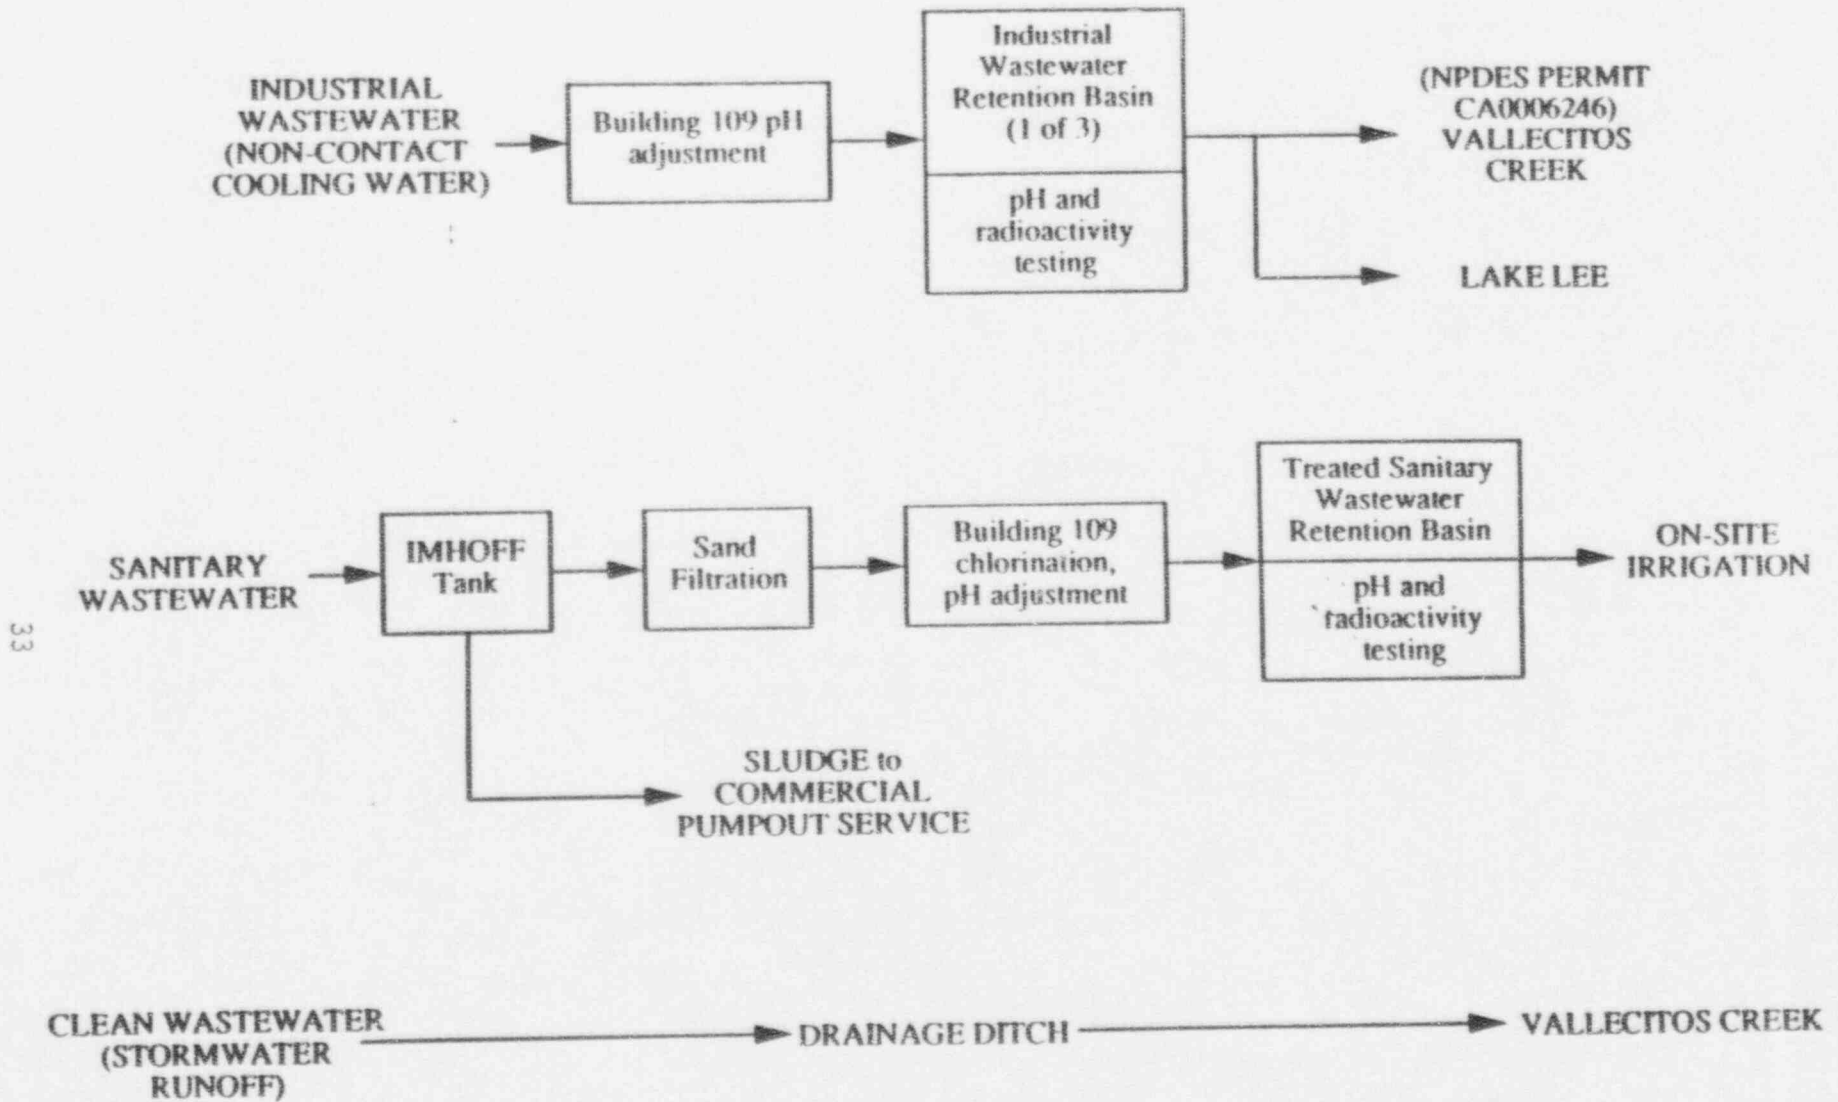 INDUSTRIAL
WASTEWATER
(NON-CONTACT
COOLING WATER)
Building 109 pH
adjustment
Industrial
Wastewater
Retention Basin
(1 of 3)
pH and
radioactivity
testing
(NPDES PERMIT
CA0006246)
VALLECITOS
CREEK
LAKE LEE
SANITARY
WASTEWATER
IMHOFF
Tank
Sand
Filtration
Building 109
chlorination,
pH adjustment
Treated Sanitary
Wastewater
Retention Basin
pH and
radioactivity
testing
ON-SITE
IRRIGATION
SLUDGE to
COMMERCIAL
PUMPOUT SERVICE
33
CLEAN WASTEWATER
(STORMWATER
RUNOFF)
DRAINAGE DITCH
VALLECITOS CREEK